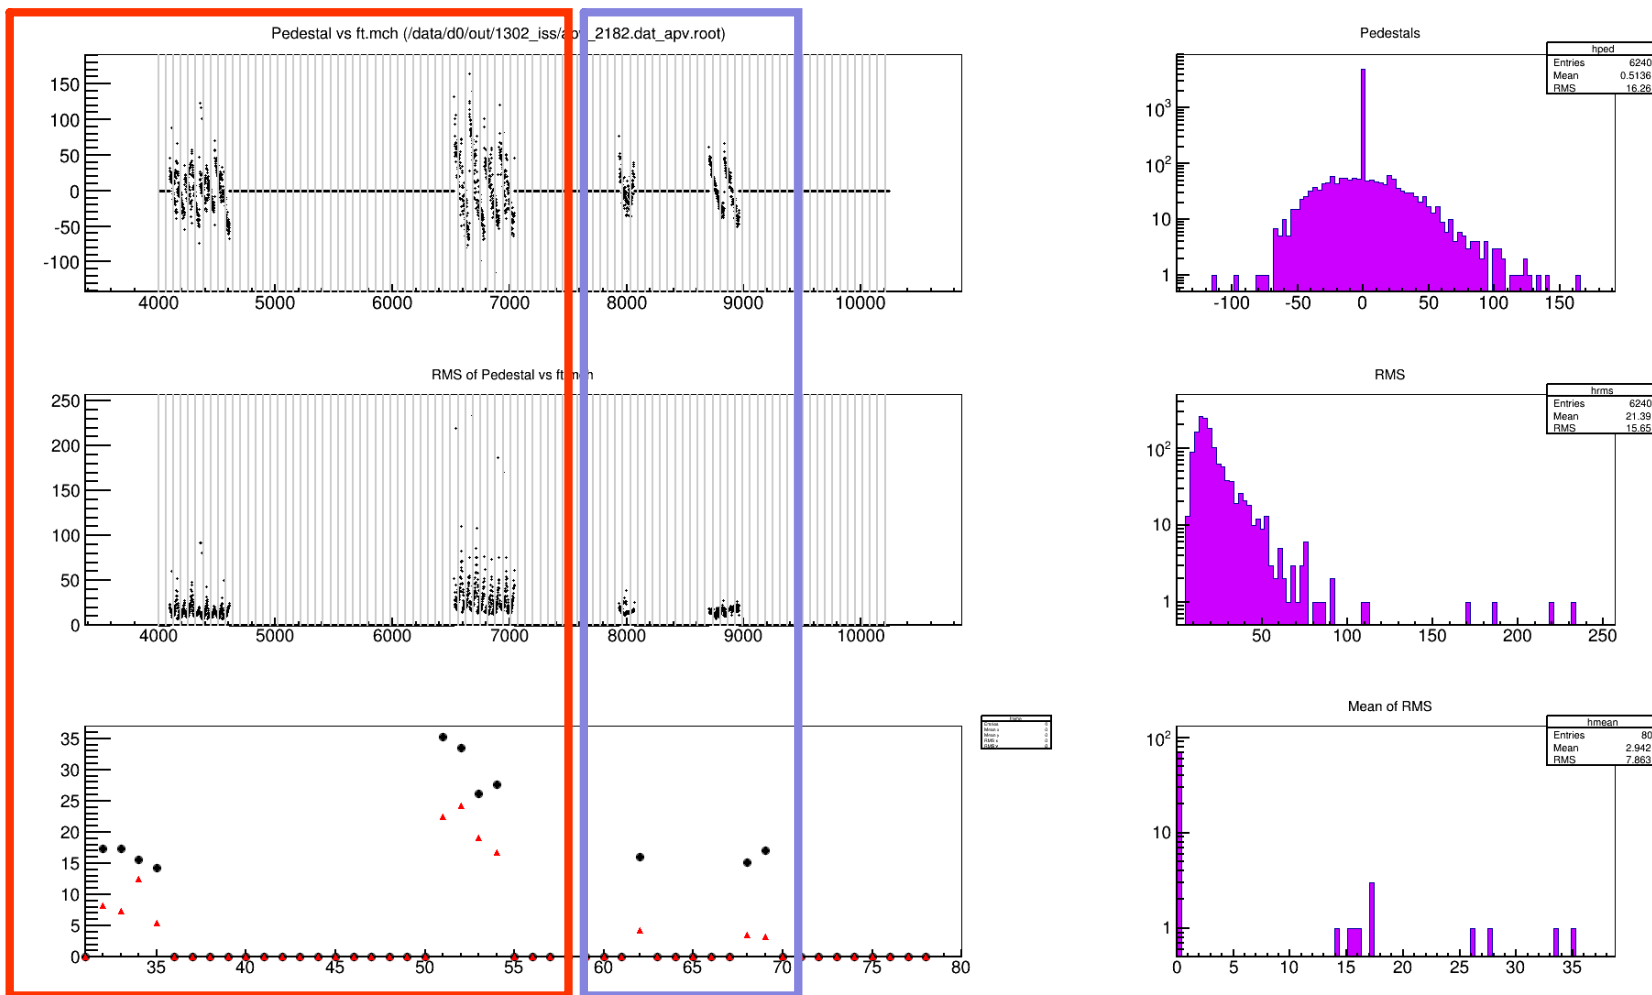 Pedestal vs ft.mch (/data/d0/out/1302_iss/ap _2182.dat_apv.root)
150
100
50
0
-50
-100
4000 5000 6000 7000 8000 9000 10000
Pedestals
hped
Entries 6240
Mean 0.5136
RMS 16.26
10³
10²
10
1
-100 -50 0 50 100 150
RMS of Pedestal vs ft.mch
250
200
150
100
50
0
4000 5000 6000 7000 8000 9000 10000
RMS
hrms
Entries 6240
Mean 21.39
RMS 15.65
10²
10
1
50 100 150 200 250
35
30
25
20
15
10
5
0
35 40 45 50 55 60 65 70 75 80
Mean of RMS
hmean
Entries 80
Mean 2.942
RMS 7.863
10²
10
1
0 5 10 15 20 25 30 35